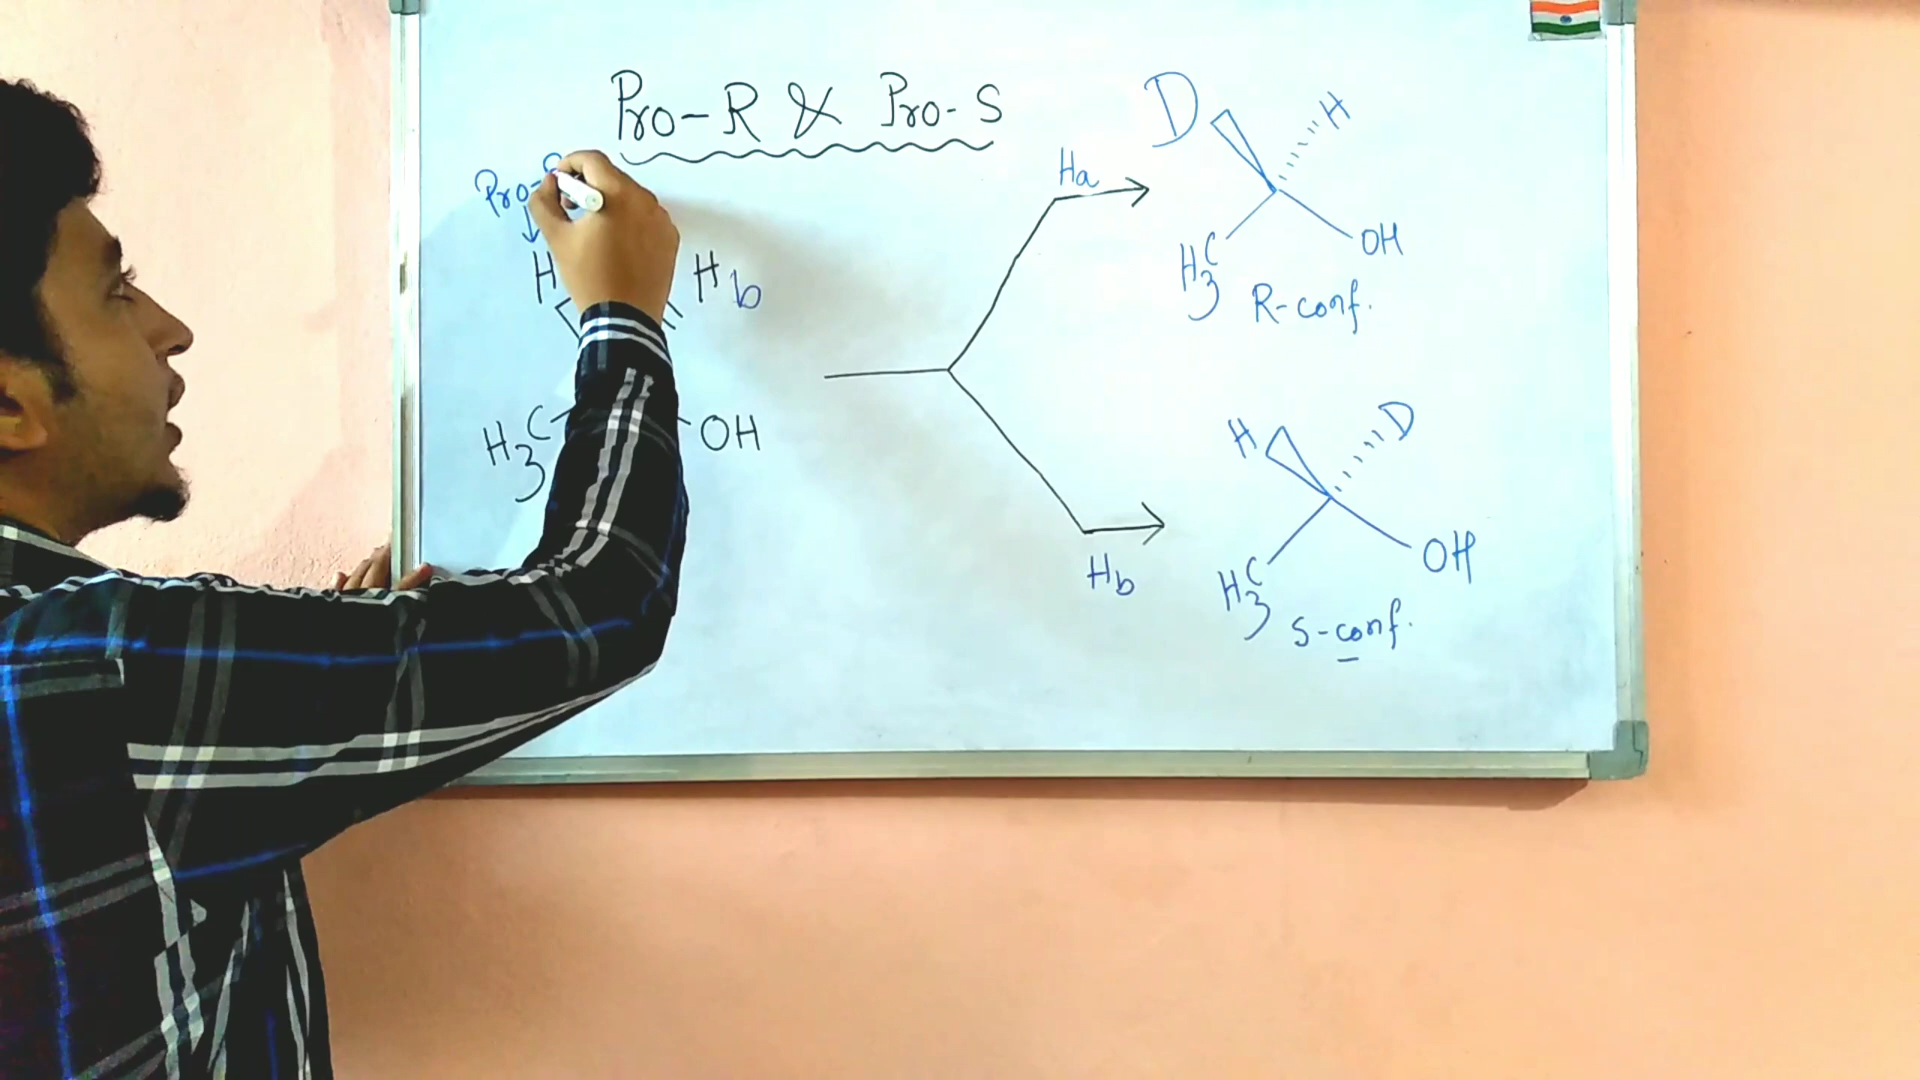 Pro-R & Pro-S
Pro-
H
Hb
H3C
OH
Ha
D
H
H3C
OH
R-conf.
Hb
H
D
H3C
OH
S-conf.